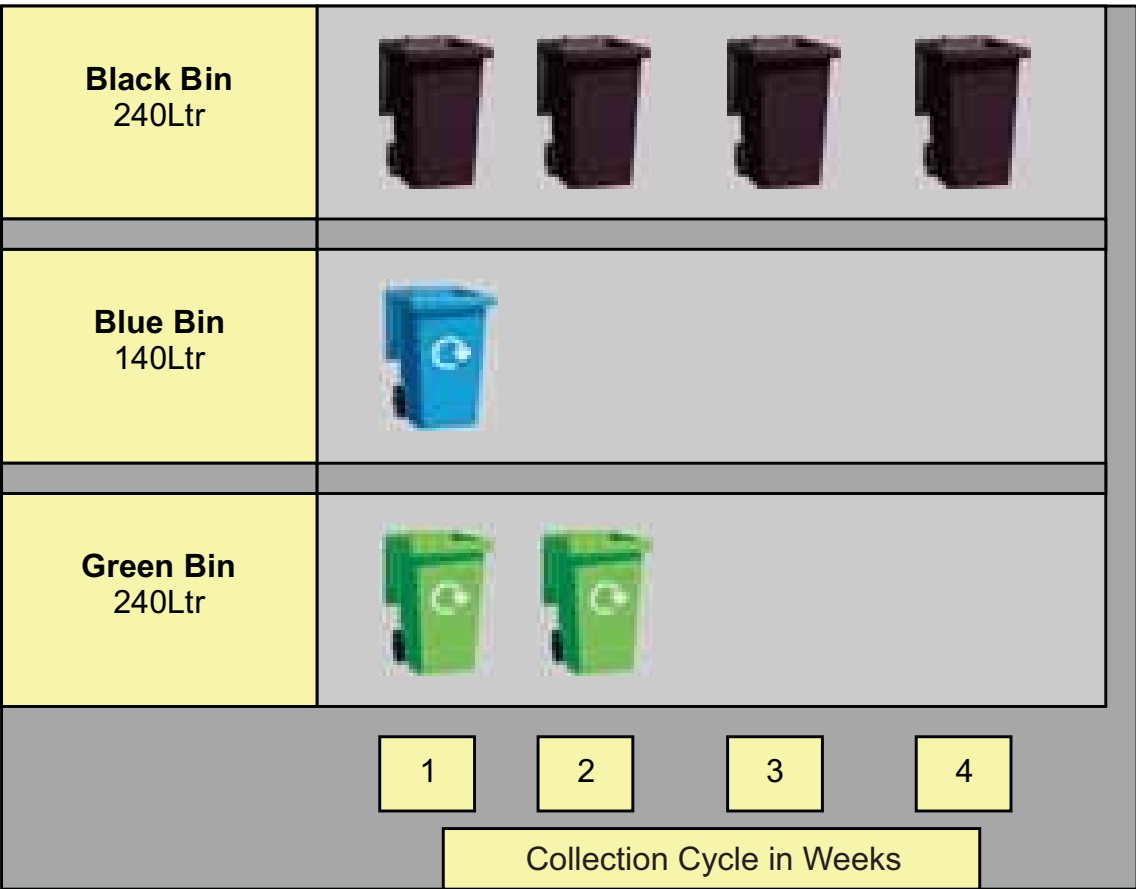 Black Bin
240Ltr
Blue Bin
140Ltr
Green Bin
240Ltr
1 2 3 4
Collection Cycle in Weeks